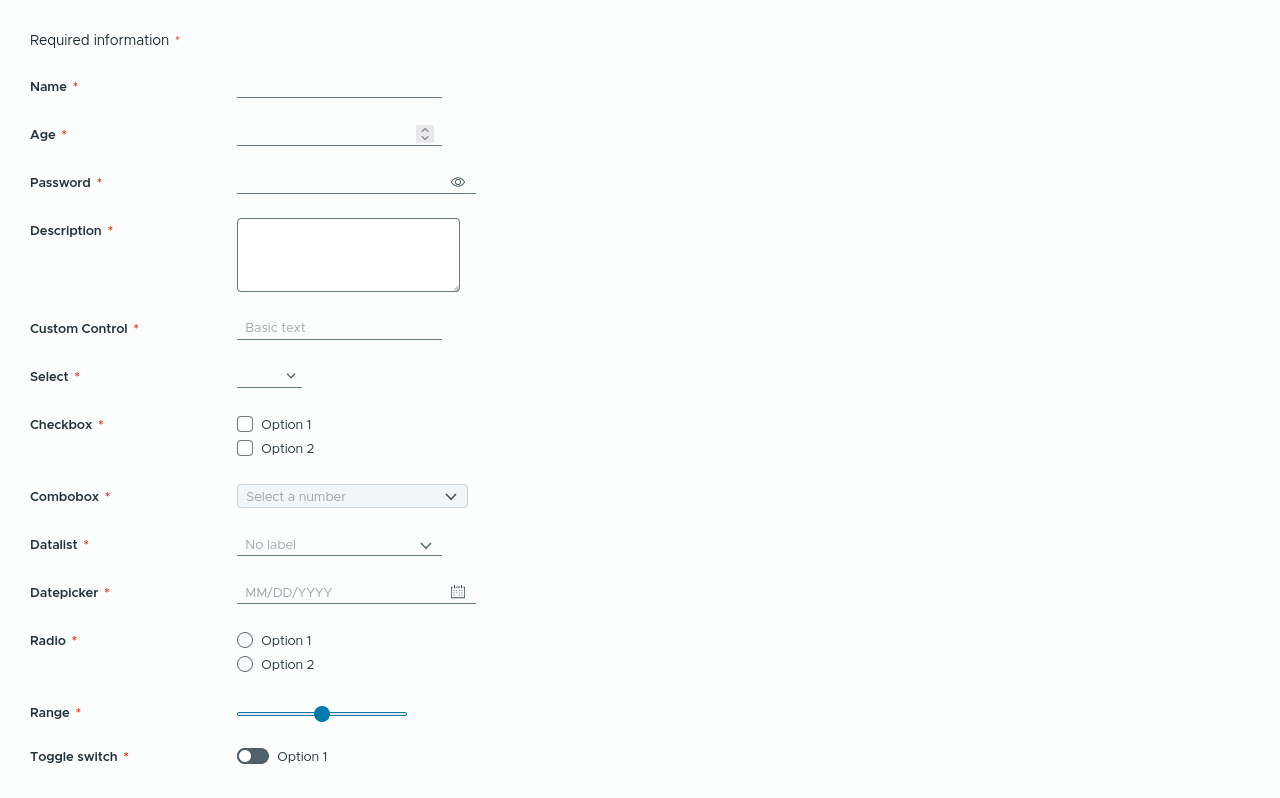 Required information *
Name *
Age *
Password *
Description *
Custom Control * Basic text
Select *
Checkbox * Option 1
Option 2
Combobox * Select a number
Datalist * No label
Datepicker * MM/DD/YYYY
Radio * Option 1
Option 2
Range *
Toggle switch * Option 1